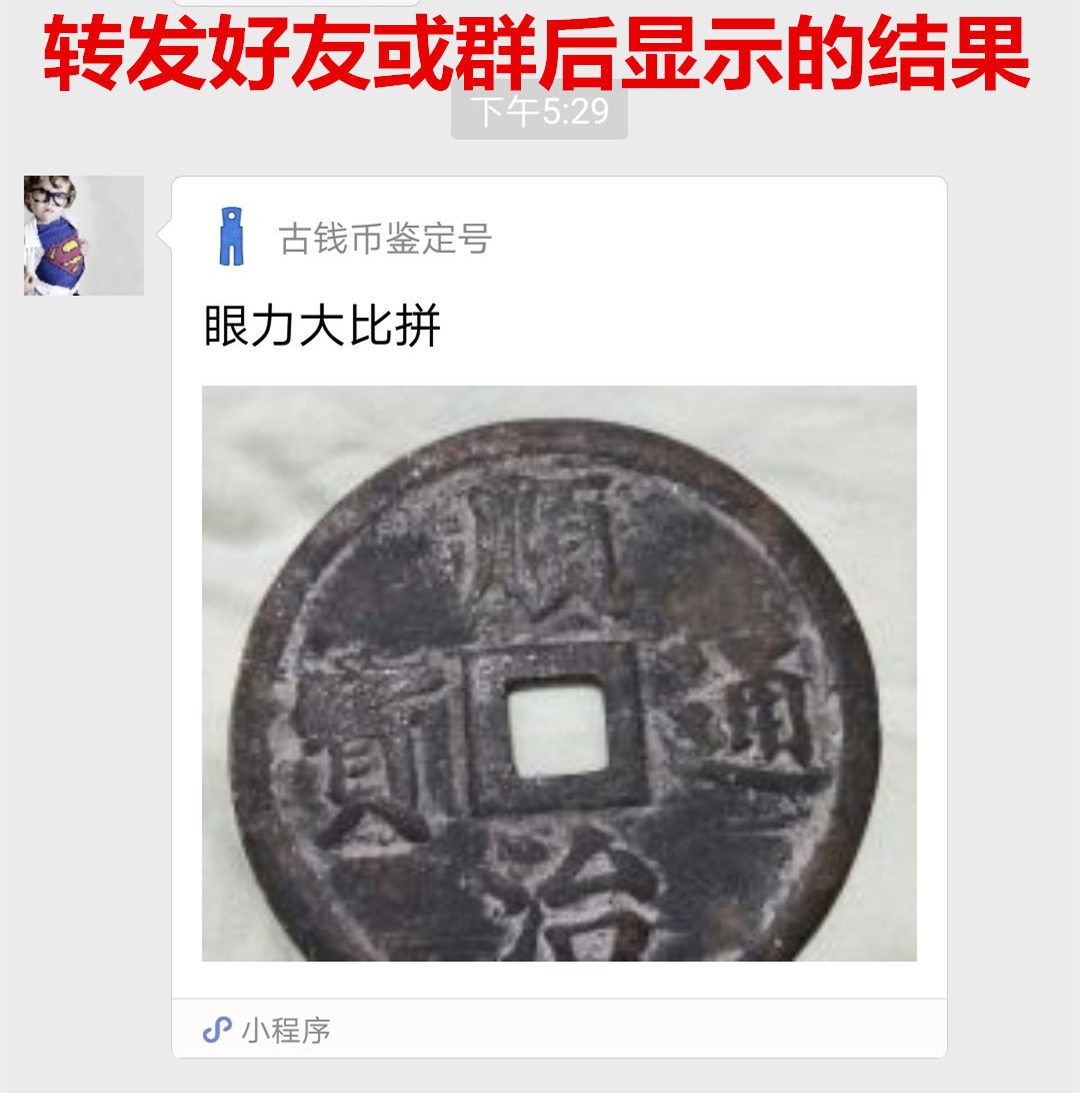 转发好友或群后显示的结果
下午5:29
古钱币鉴定号
眼力大比拼
順
寶 通
治
小程序